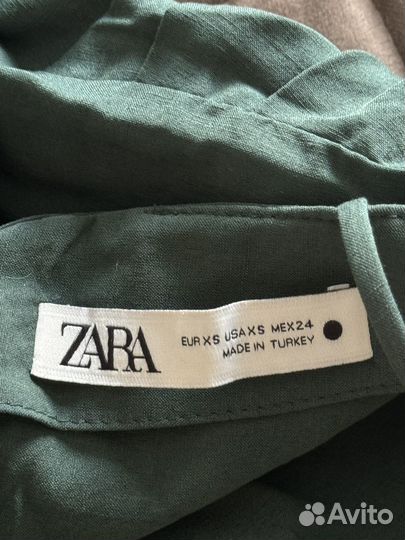 ZARA
EUR XS USA XS MEX 24
MADE IN TURKEY
Avito